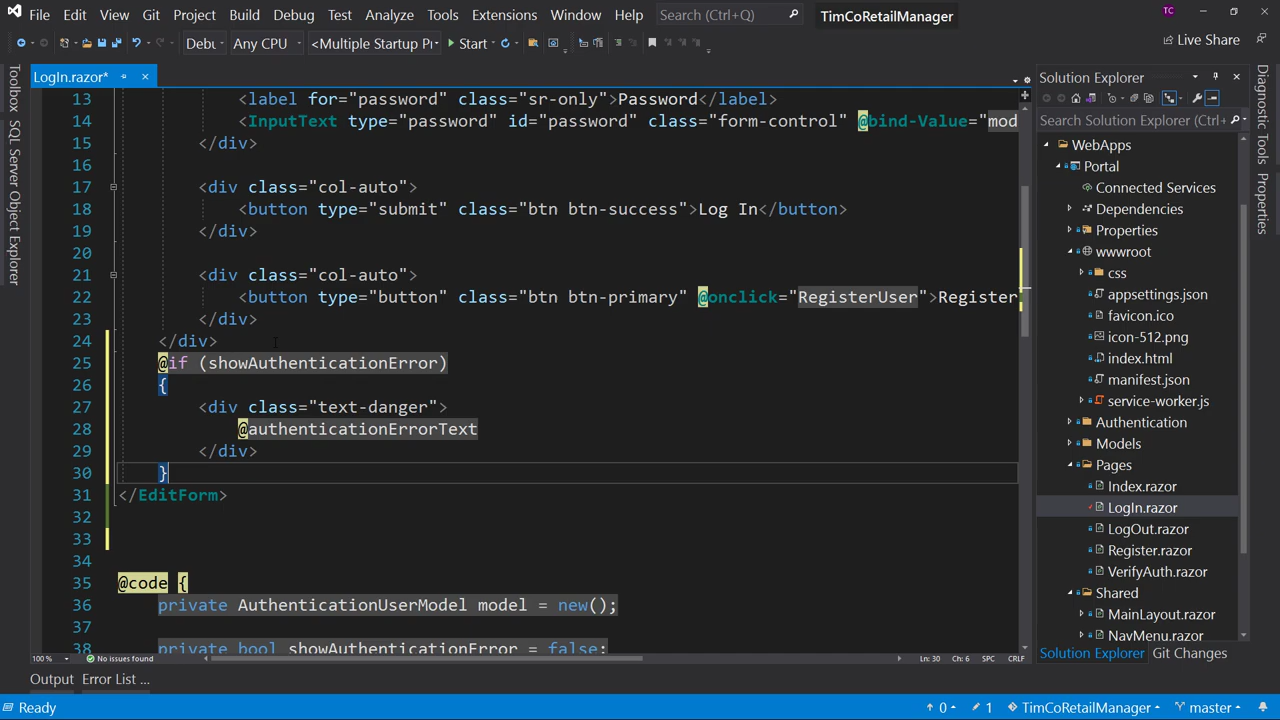 File Edit View Git Project Build Debug Test Analyze Tools Extensions Window Help Search (Ctrl+Q) TimCoRetailManager TC
Debu Any CPU <Multiple Startup Pr Start Live Share
LogIn.razor* Solution Explorer
Search Solution Explorer (Ctrl+
Toolbox
SQL Server Object Explorer
13 <label for="password" class="sr-only">Password</label>
14 <InputText type="password" id="password" class="form-control" @bind-Value="mod
15 </div>
16
17 <div class="col-auto">
18 <button type="submit" class="btn btn-success">Log In</button>
19 </div>
20
21 <div class="col-auto">
22 <button type="button" class="btn btn-primary" @onclick="RegisterUser">Register
23 </div>
24 </div>
25 @if (showAuthenticationError)
26 {
27 <div class="text-danger">
28 @authenticationErrorText
29 </div>
30 }
31 </EditForm>
32
33
34
35 @code {
36 private AuthenticationUserModel model = new();
37
38 private bool showAuthenticationError = false;
WebApps
Portal
Connected Services
Dependencies
Properties
wwwroot
css
appsettings.json
favicon.ico
icon-512.png
index.html
manifest.json
service-worker.js
Authentication
Models
Pages
Index.razor
LogIn.razor
LogOut.razor
Register.razor
VerifyAuth.razor
Shared
MainLayout.razor
NavMenu.razor
Solution Explorer Git Changes
Diagnostic Tools
Properties
100 % No issues found Ln: 30 Ch: 6 SPC CRLF
Output Error List ...
Ready 0 1 TimCoRetailManager master